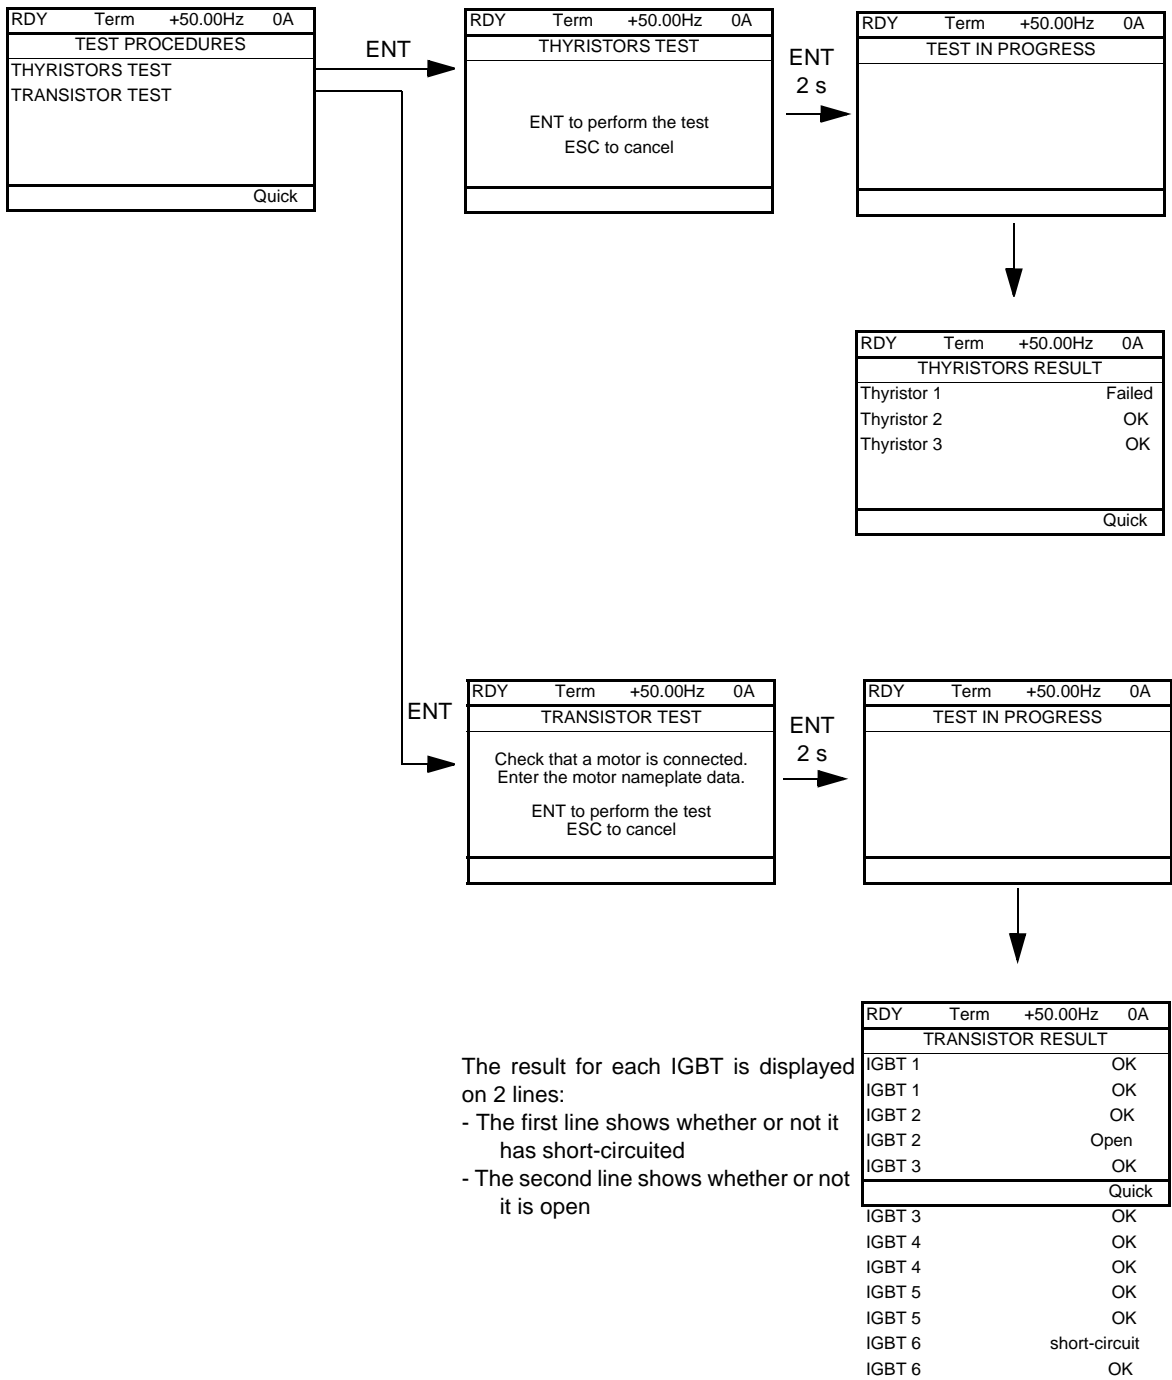 RDY Term +50.00Hz 0A
TEST PROCEDURES
THYRISTORS TEST
TRANSISTOR TEST
Quick
ENT
RDY Term +50.00Hz 0A
THYRISTORS TEST
ENT to perform the test
ESC to cancel
ENT
2 s
RDY Term +50.00Hz 0A
TEST IN PROGRESS
RDY Term +50.00Hz 0A
THYRISTORS RESULT
Thyristor 1 Failed
Thyristor 2 OK
Thyristor 3 OK
Quick
ENT
RDY Term +50.00Hz 0A
TRANSISTOR TEST
Check that a motor is connected.
Enter the motor nameplate data.
ENT to perform the test
ESC to cancel
ENT
2 s
RDY Term +50.00Hz 0A
TEST IN PROGRESS
The result for each IGBT is displayed
on 2 lines:
- The first line shows whether or not it
has short-circuited
- The second line shows whether or not
it is open
RDY Term +50.00Hz 0A
TRANSISTOR RESULT
IGBT 1 OK
IGBT 1 OK
IGBT 2 OK
IGBT 2 Open
IGBT 3 OK
Quick
IGBT 3 OK
IGBT 4 OK
IGBT 4 OK
IGBT 5 OK
IGBT 5 OK
IGBT 6 short-circuit
IGBT 6 OK